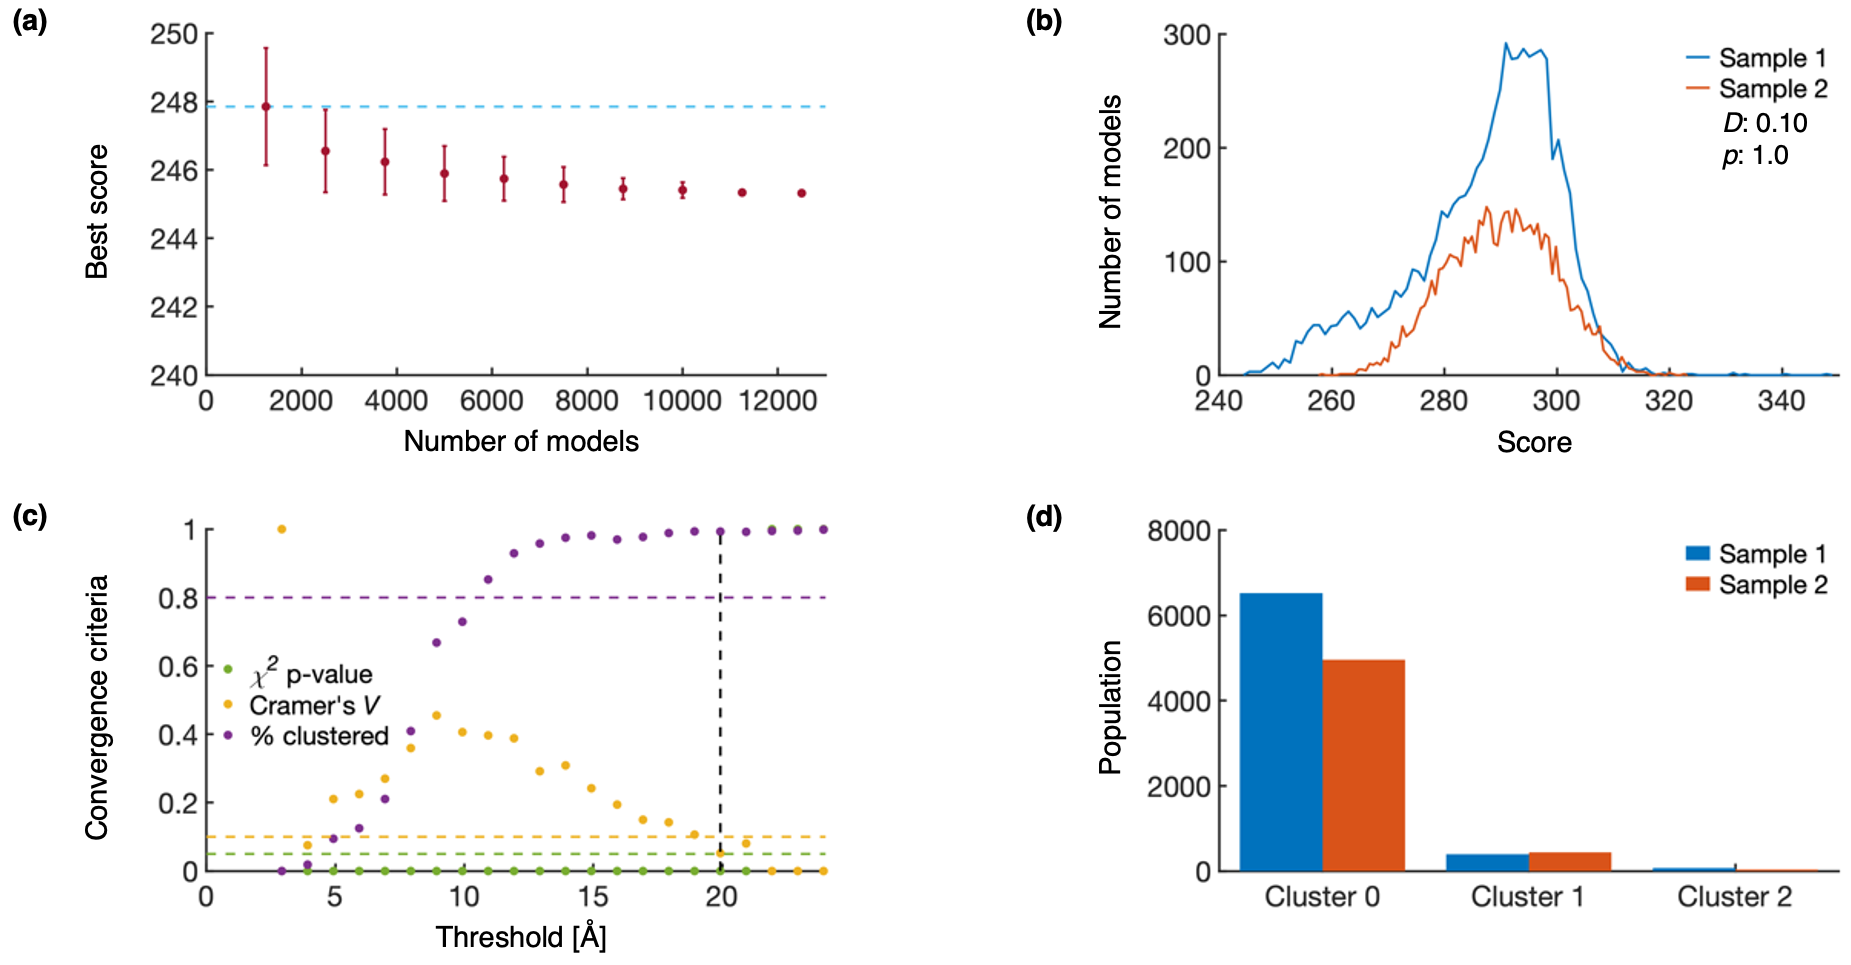 (a)
250
248
246
244
242
240
Best score
0 2000 4000 6000 8000 10000 12000
Number of models
(b)
300
200
100
0
Number of models
Sample 1
Sample 2
D: 0.10
p: 1.0
240 260 280 300 320 340
Score
(c)
1
0.8
0.6
0.4
0.2
0
Convergence criteria
χ² p-value
Cramer's V
% clustered
0 5 10 15 20
Threshold [Å]
(d)
8000
6000
4000
2000
0
Population
Sample 1
Sample 2
Cluster 0 Cluster 1 Cluster 2